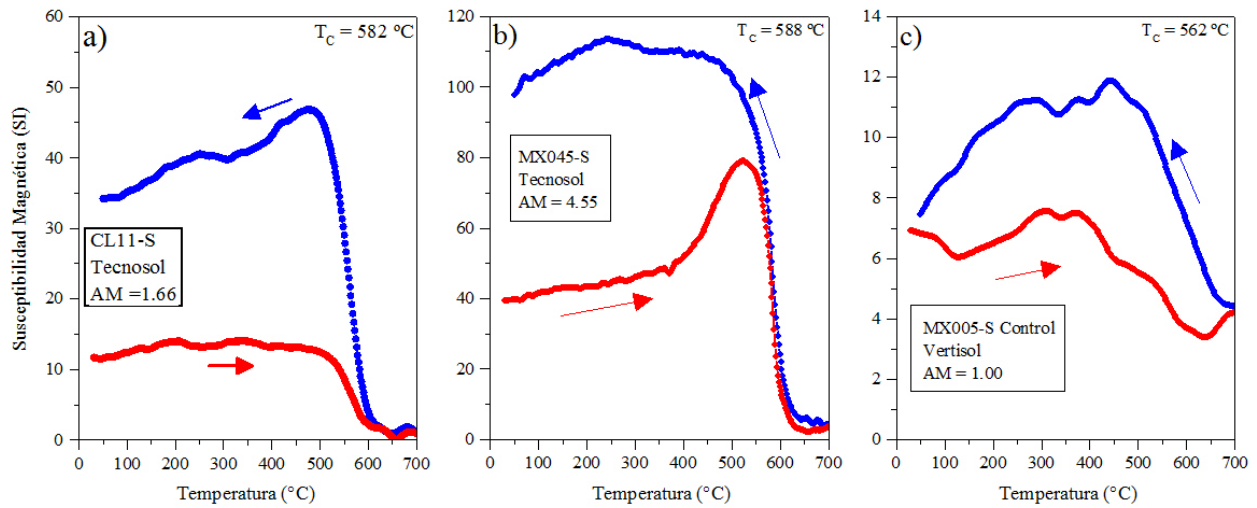 a)
T_C = 582 ºC
60
50
40
30
20
10
0
Susceptibilidad Magnética (SI)
CL11-S
Tecnosol
AM =1.66
0 100 200 300 400 500 600 700
Temperatura (°C)
b)
T_C = 588 ºC
120
100
80
60
40
20
0
MX045-S
Tecnosol
AM = 4.55
0 100 200 300 400 500 600 700
Temperatura (°C)
c)
T_C = 562 ºC
14
12
10
8
6
4
2
0
MX005-S Control
Vertisol
AM = 1.00
0 100 200 300 400 500 600 700
Temperatura (°C)